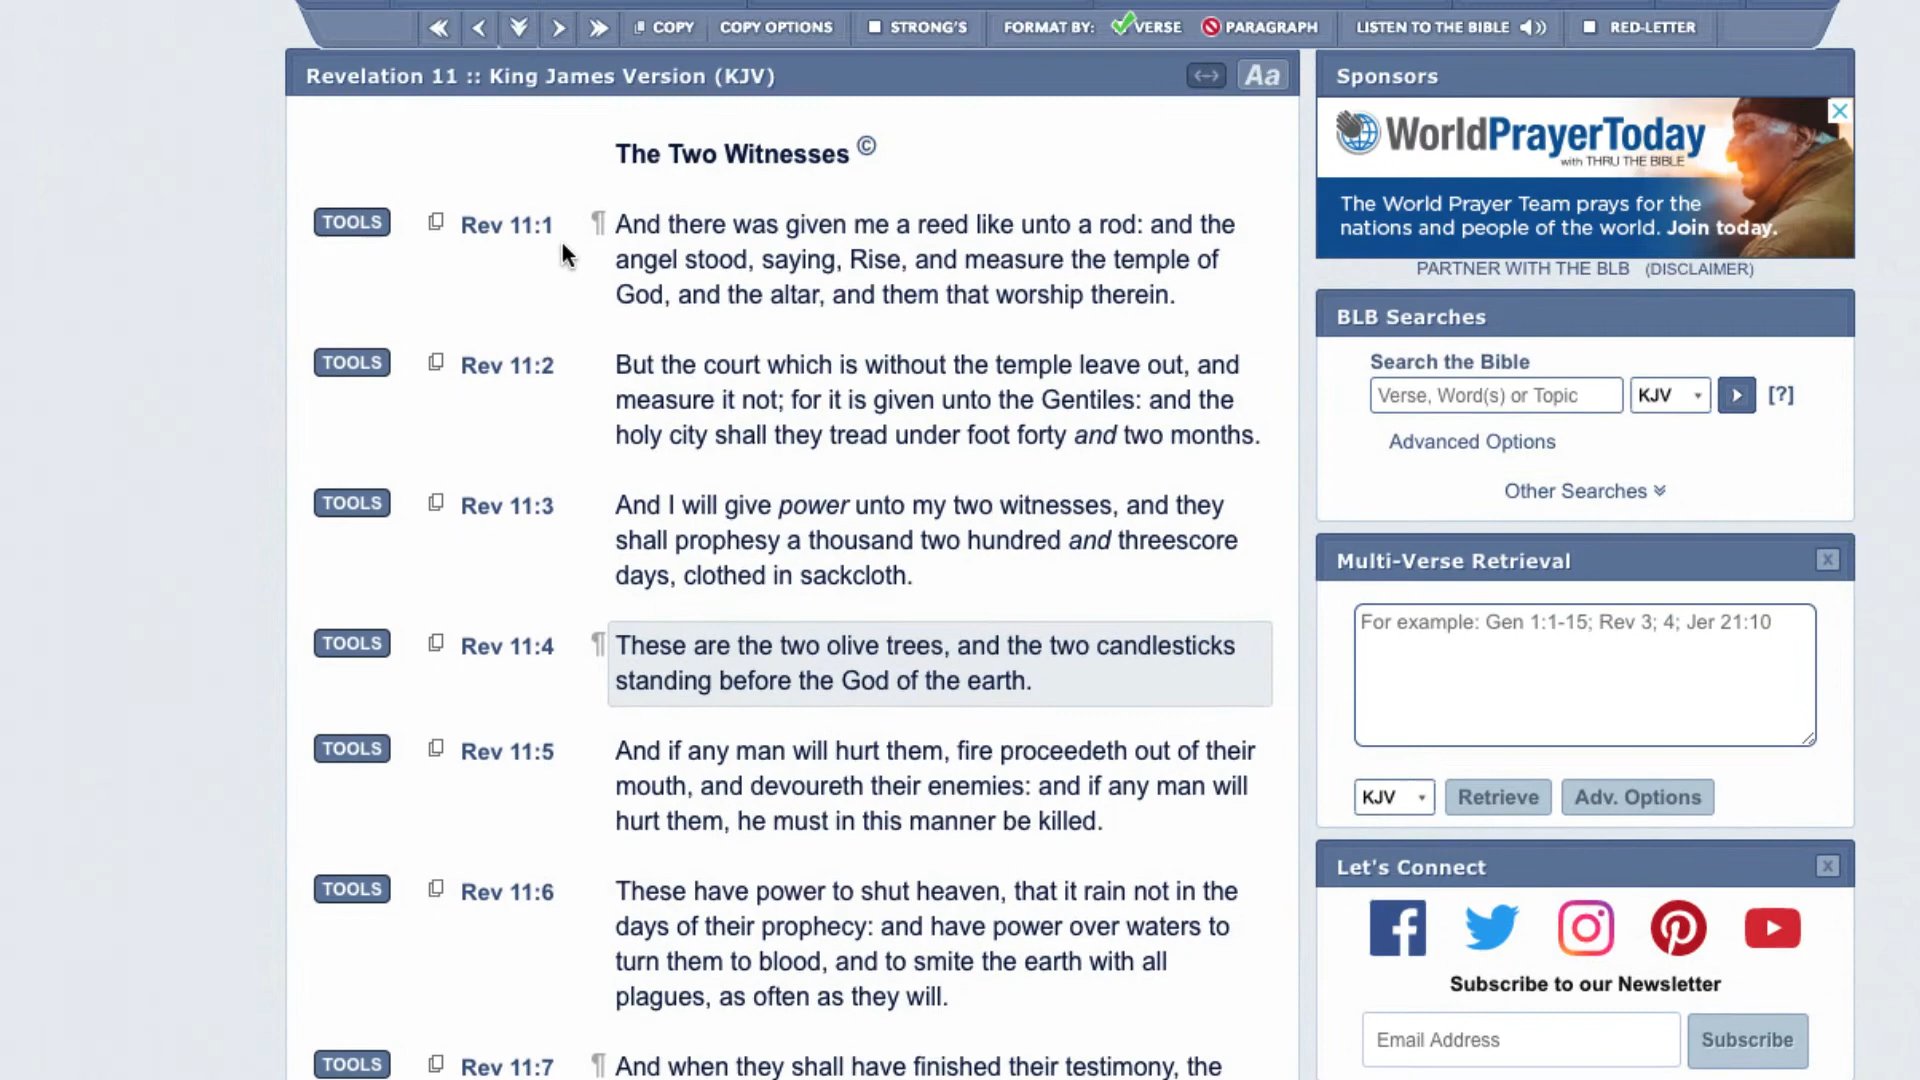 COPY COPY OPTIONS STRONG'S FORMAT BY: VERSE PARAGRAPH LISTEN TO THE BIBLE RED-LETTER
Revelation 11 :: King James Version (KJV) Aa
The Two Witnesses ©
TOOLS Rev 11:1 ¶ And there was given me a reed like unto a rod: and the
angel stood, saying, Rise, and measure the temple of
God, and the altar, and them that worship therein.
TOOLS Rev 11:2 But the court which is without the temple leave out, and
measure it not; for it is given unto the Gentiles: and the
holy city shall they tread under foot forty and two months.
TOOLS Rev 11:3 And I will give power unto my two witnesses, and they
shall prophesy a thousand two hundred and threescore
days, clothed in sackcloth.
TOOLS Rev 11:4 ¶ These are the two olive trees, and the two candlesticks
standing before the God of the earth.
TOOLS Rev 11:5 And if any man will hurt them, fire proceedeth out of their
mouth, and devoureth their enemies: and if any man will
hurt them, he must in this manner be killed.
TOOLS Rev 11:6 These have power to shut heaven, that it rain not in the
days of their prophecy: and have power over waters to
turn them to blood, and to smite the earth with all
plagues, as often as they will.
TOOLS Rev 11:7 ¶ And when they shall have finished their testimony, the
Sponsors
WorldPrayerToday
with THRU THE BIBLE
The World Prayer Team prays for the
nations and people of the world. Join today.
PARTNER WITH THE BLB (DISCLAIMER)
BLB Searches
Search the Bible
Verse, Word(s) or Topic KJV [?]
Advanced Options
Other Searches
Multi-Verse Retrieval x
For example: Gen 1:1-15; Rev 3; 4; Jer 21:10
KJV Retrieve Adv. Options
Let's Connect x
Subscribe to our Newsletter
Email Address Subscribe